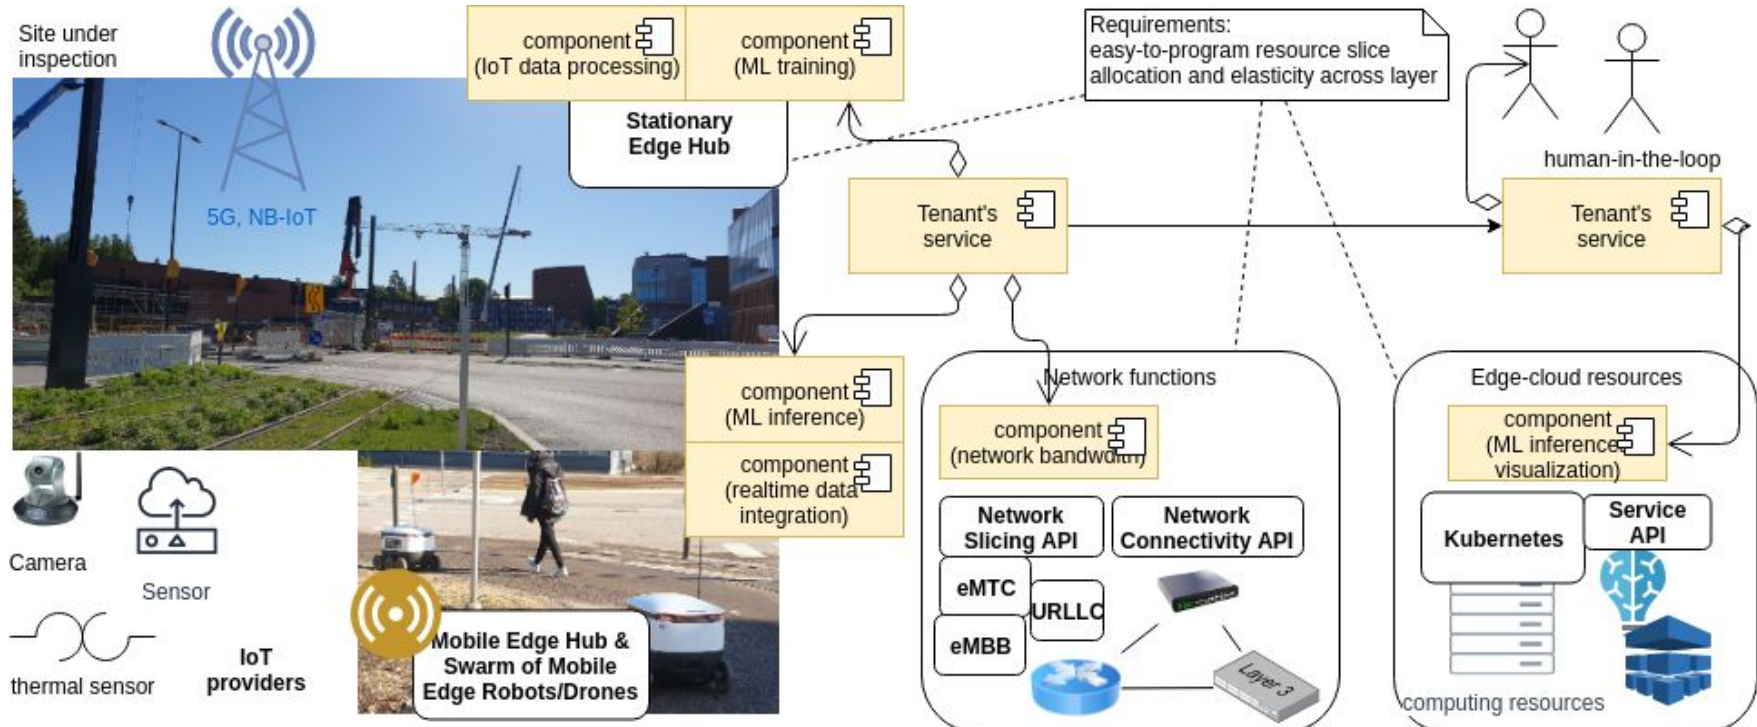 Site under
inspection
5G, NB-IoT
component
(IoT data processing)
component
(ML training)
Stationary
Edge Hub
Requirements:
easy-to-program resource slice
allocation and elasticity across layer
human-in-the-loop
Tenant's
service
Tenant's
service
component
(ML inference)
component
(realtime data
integration)
Network functions
component
(network bandwdith)
Network
Slicing API
Network
Connectivity API
eMTC
URLLC
eMBB
Layer 3
Edge-cloud resources
component
(ML inference
visualization)
Kubernetes
Service
API
computing resources
Camera
Sensor
thermal sensor
IoT
providers
Mobile Edge Hub &
Swarm of Mobile
Edge Robots/Drones